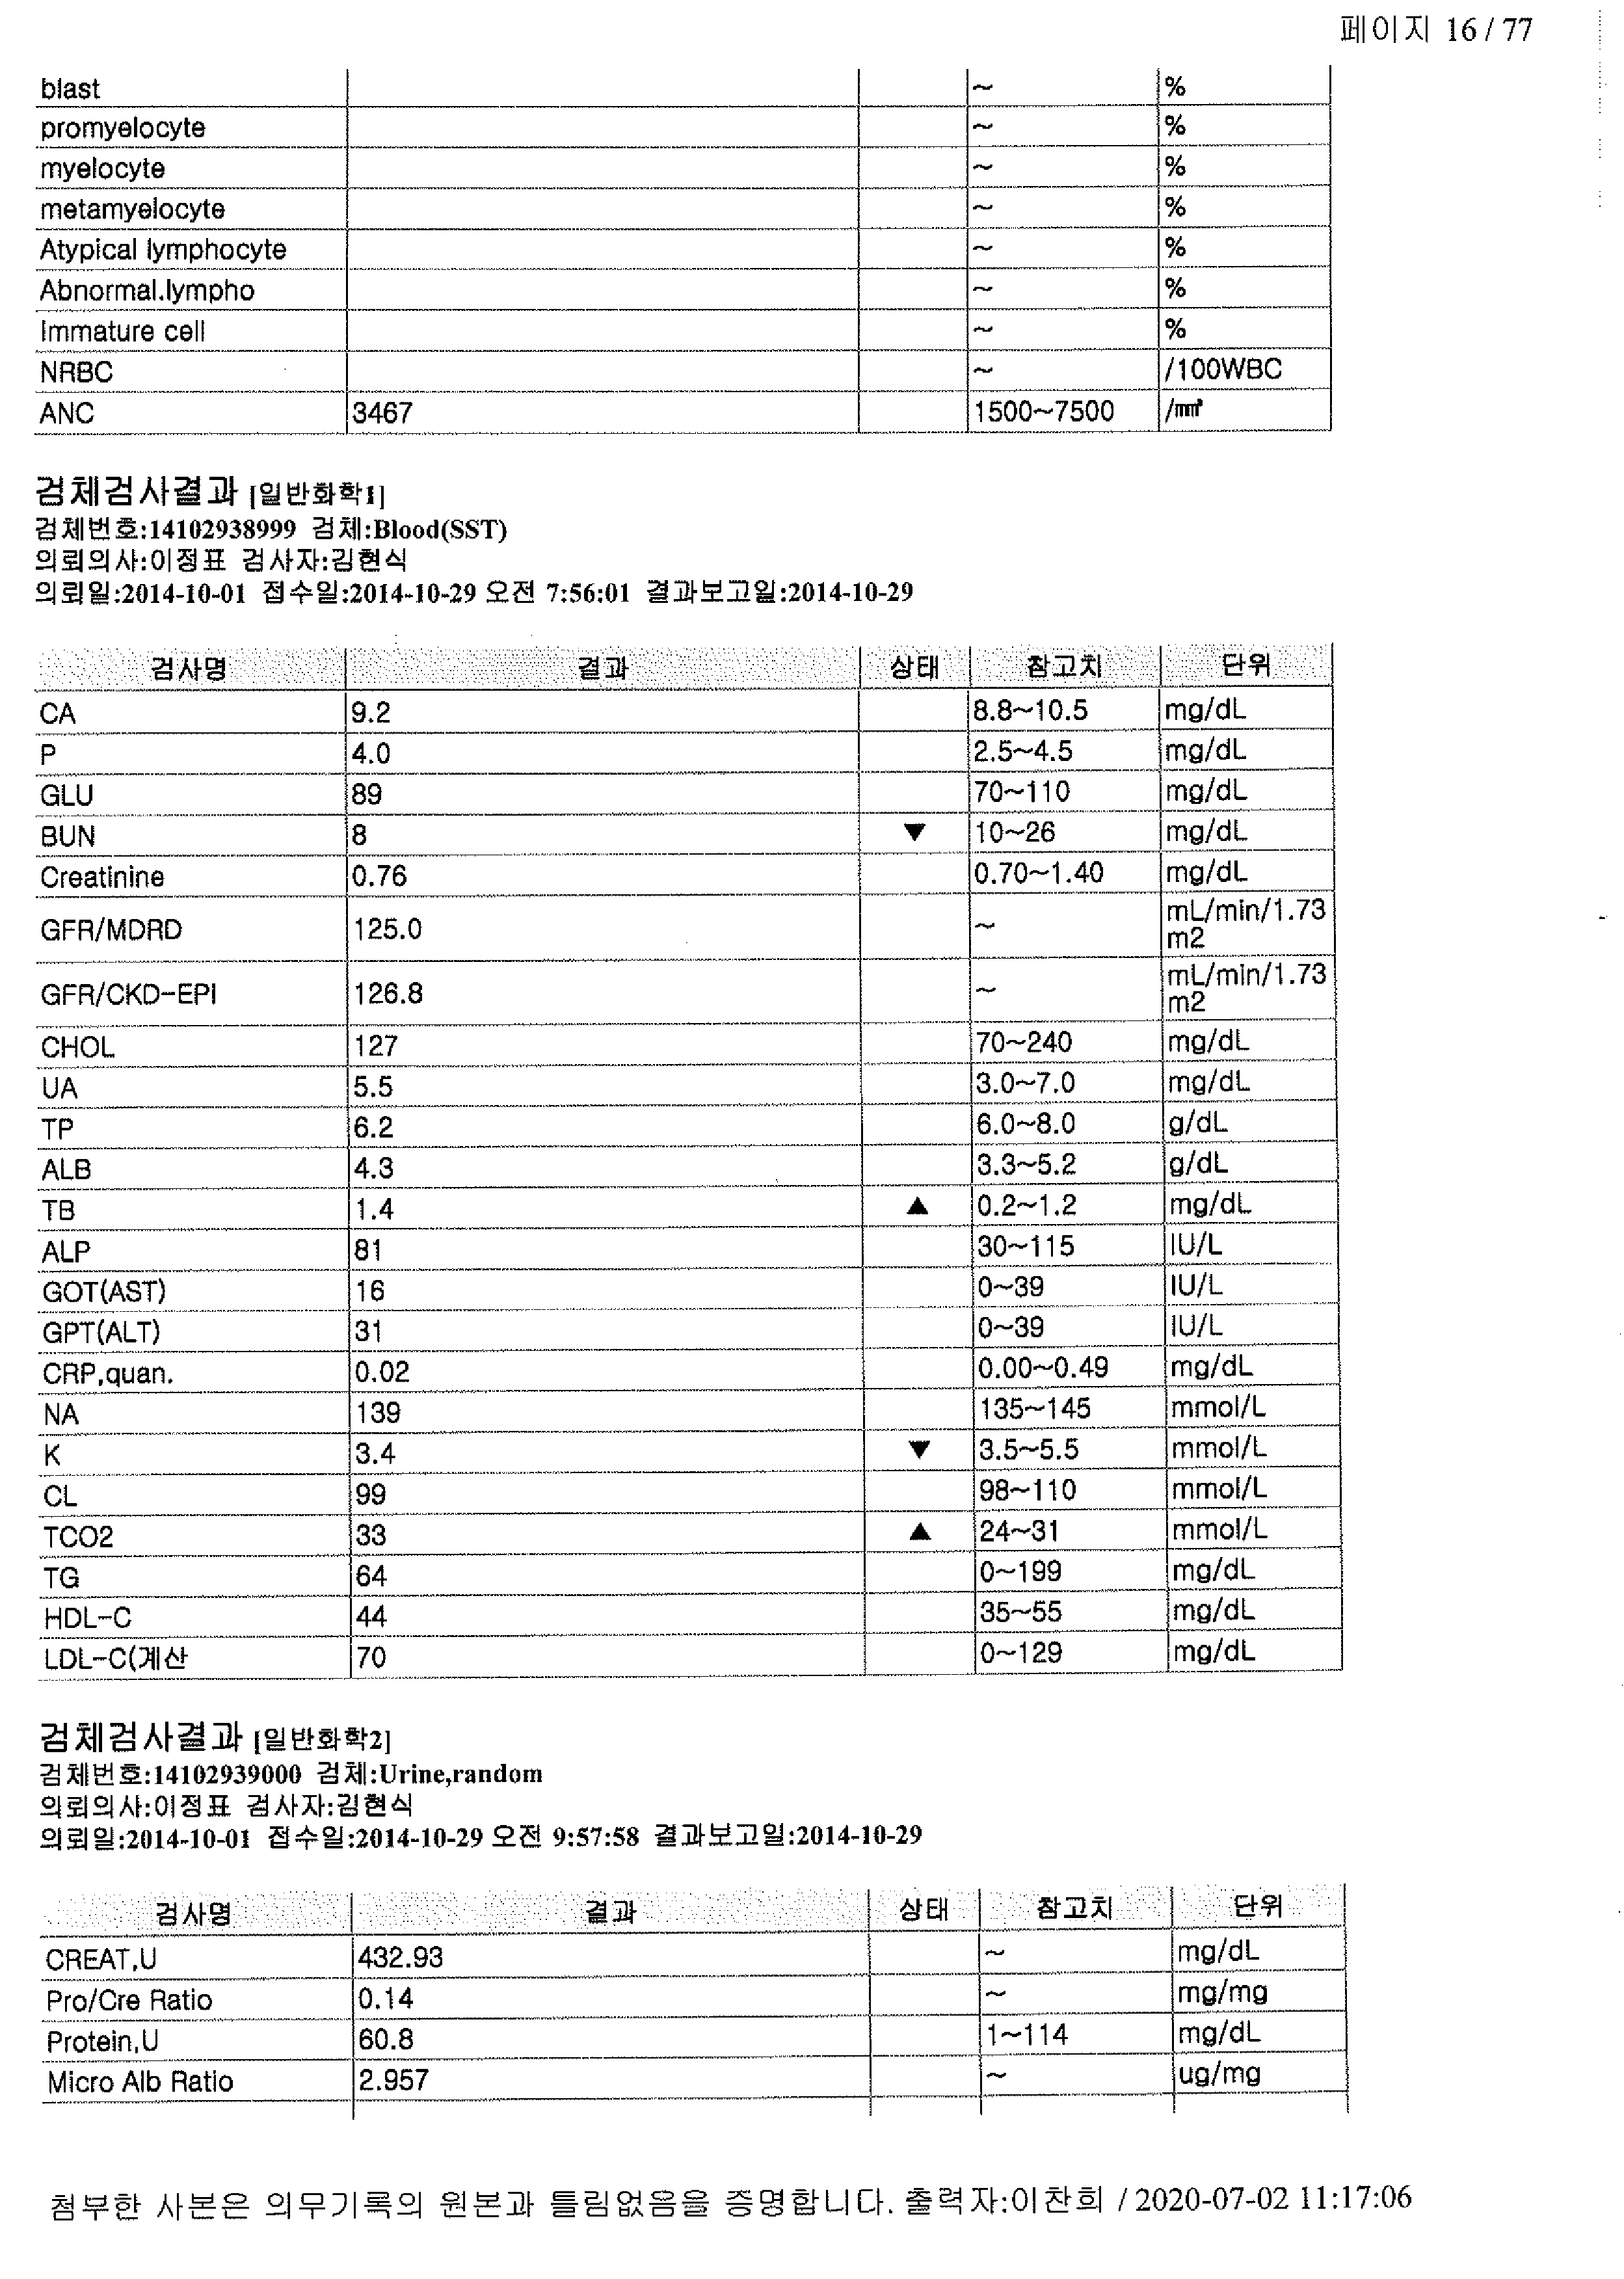 페이지 16 / 77
blast ~ %
promyelocyte ~ %
myelocyte ~ %
metamyelocyte ~ %
Atypical lymphocyte ~ %
Abnormal.lympho ~ %
Immature cell ~ %
NRBC ~ /100WBC
ANC 3467 1500~7500 /㎣
검체검사결과 [일반화학1]
검체번호:14102938999 검체:Blood(SST)
의뢰의사:이정표 검사자:김현식
의뢰일:2014-10-01 접수일:2014-10-29 오전 7:56:01 결과보고일:2014-10-29
검사명 결과 상태 참고치 단위
CA 9.2 8.8~10.5 mg/dL
P 4.0 2.5~4.5 mg/dL
GLU 89 70~110 mg/dL
BUN 8 ▼ 10~26 mg/dL
Creatinine 0.76 0.70~1.40 mg/dL
GFR/MDRD 125.0 ~ mL/min/1.73
m2
GFR/CKD-EPI 126.8 ~ mL/min/1.73
m2
CHOL 127 70~240 mg/dL
UA 5.5 3.0~7.0 mg/dL
TP 6.2 6.0~8.0 g/dL
ALB 4.3 3.3~5.2 g/dL
TB 1.4 ▲ 0.2~1.2 mg/dL
ALP 81 30~115 IU/L
GOT(AST) 16 0~39 IU/L
GPT(ALT) 31 0~39 IU/L
CRP,quan. 0.02 0.00~0.49 mg/dL
NA 139 135~145 mmol/L
K 3.4 ▼ 3.5~5.5 mmol/L
CL 99 98~110 mmol/L
TCO2 33 ▲ 24~31 mmol/L
TG 64 0~199 mg/dL
HDL-C 44 35~55 mg/dL
LDL-C(계산 70 0~129 mg/dL
검체검사결과 [일반화학2]
검체번호:14102939000 검체:Urine,random
의뢰의사:이정표 검사자:김현식
의뢰일:2014-10-01 접수일:2014-10-29 오전 9:57:58 결과보고일:2014-10-29
검사명 결과 상태 참고치 단위
CREAT,U 432.93 ~ mg/dL
Pro/Cre Ratio 0.14 ~ mg/mg
Protein,U 60.8 1~114 mg/dL
Micro Alb Ratio 2.957 ~ ug/mg
첨부한 사본은 의무기록의 원본과 틀림없음을 증명합니다. 출력자:이찬희 / 2020-07-02 11:17:06